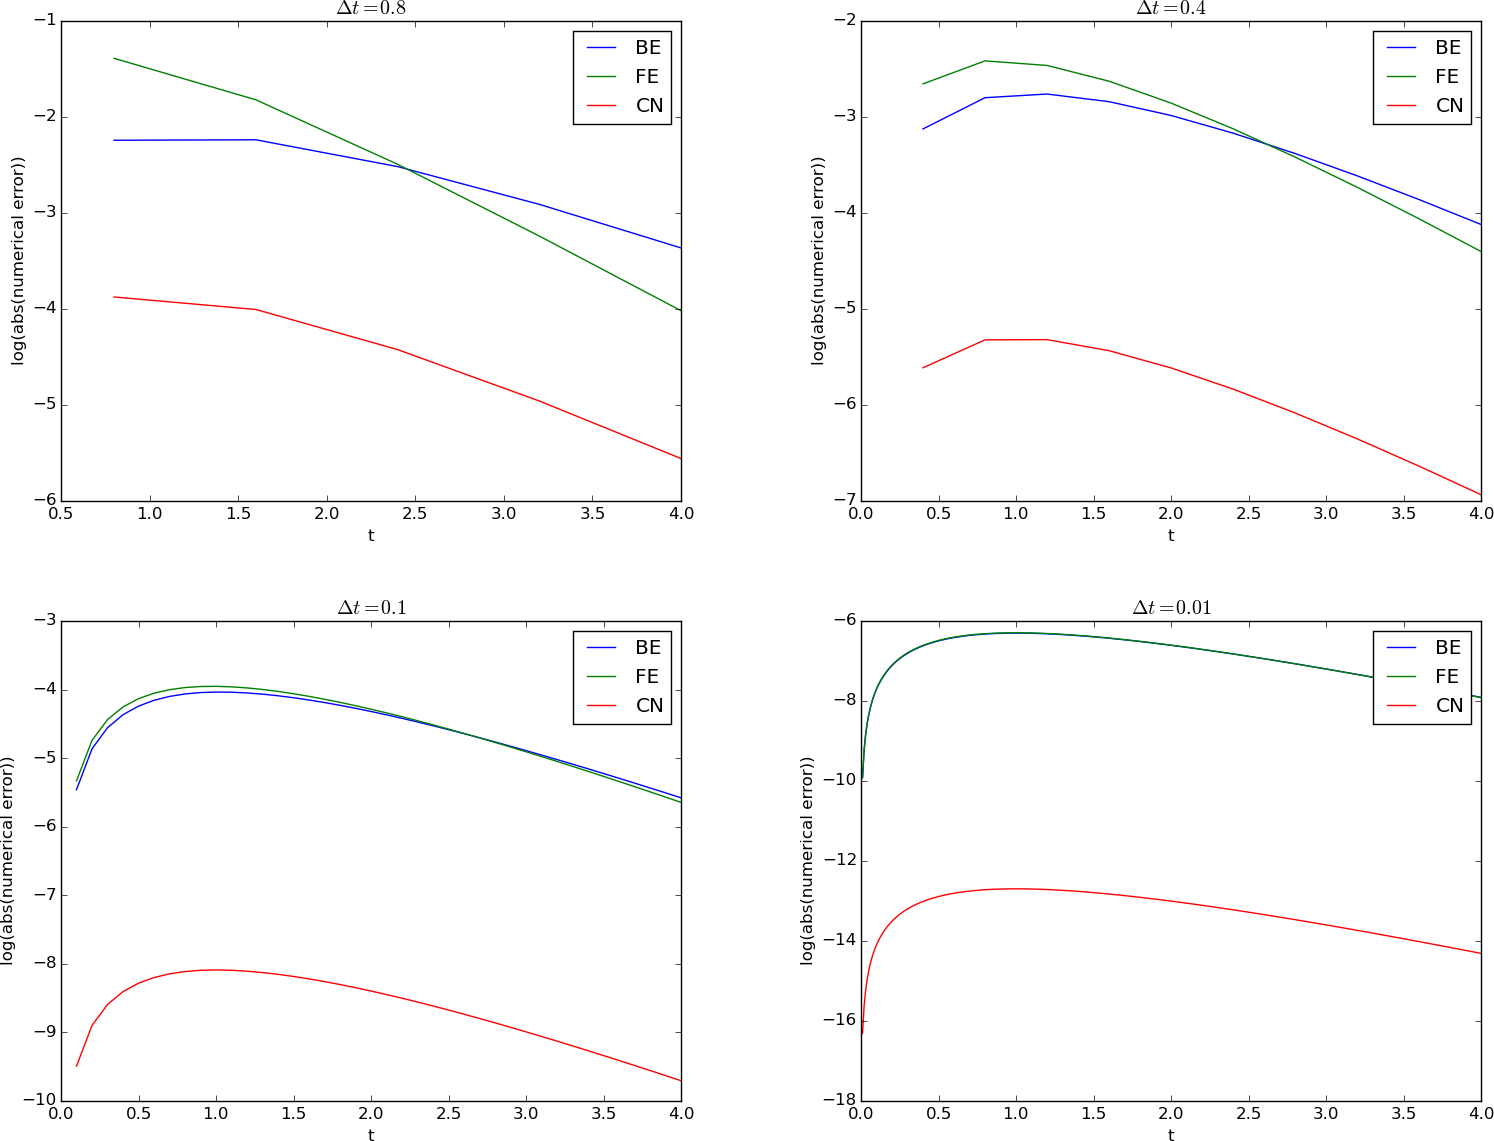 Δt=0.8
−1
−2
−3
−4
−5
−6
log(abs(numerical error))
BE
FE
CN
0.5 1.0 1.5 2.0 2.5 3.0 3.5 4.0
t
Δt=0.4
−2
−3
−4
−5
−6
−7
log(abs(numerical error))
BE
FE
CN
0.0 0.5 1.0 1.5 2.0 2.5 3.0 3.5 4.0
t
Δt=0.1
−3
−4
−5
−6
−7
−8
−9
−10
log(abs(numerical error))
BE
FE
CN
0.0 0.5 1.0 1.5 2.0 2.5 3.0 3.5 4.0
t
Δt=0.01
−6
−8
−10
−12
−14
−16
−18
log(abs(numerical error))
BE
FE
CN
0.0 0.5 1.0 1.5 2.0 2.5 3.0 3.5 4.0
t